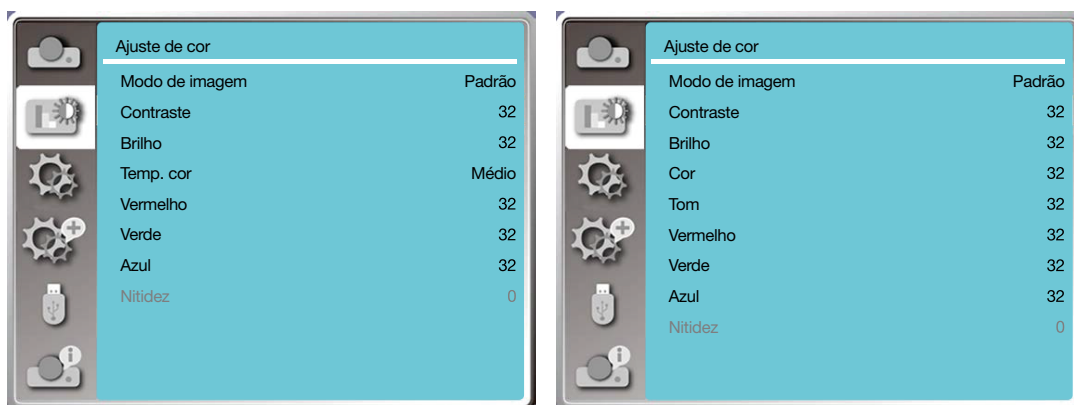 Ajuste de cor
Modo de imagem Padrão
Contraste 32
Brilho 32
Temp. cor Médio
Vermelho 32
Verde 32
Azul 32
Nitidez 0
Ajuste de cor
Modo de imagem Padrão
Contraste 32
Brilho 32
Cor 32
Tom 32
Vermelho 32
Verde 32
Azul 32
Nitidez 0